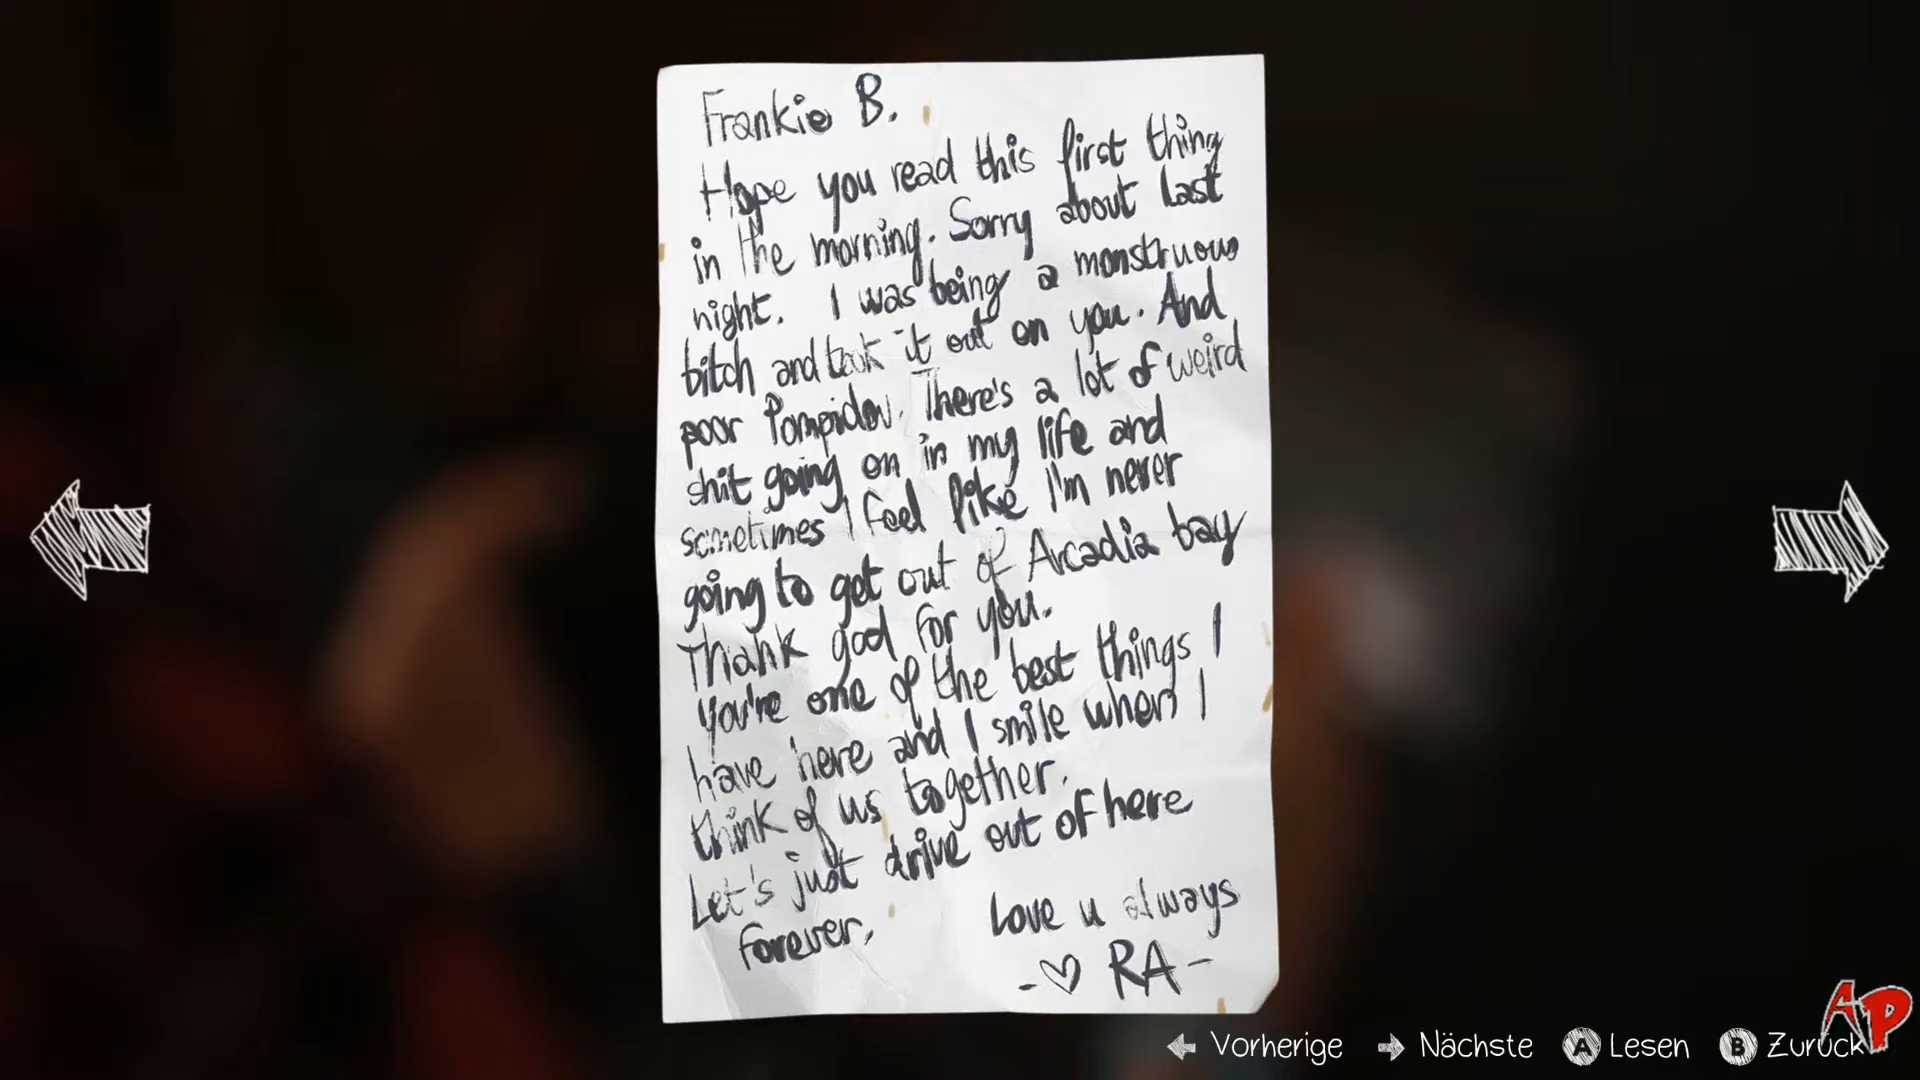 Frankie B.
Hope you read this first thing
in the morning. Sorry about last
night. I was being a monstruous
bitch and took it out on you. And
poor Pompidou. There's a lot of weird
shit going on in my life and
sometimes I feel like I'm never
going to get out of Arcadia bay
Thank god for you.
You're one of the best things I
have here and I smile when I
think of us together.
Let's just drive out of here
forever.
Love u always
-♡ RA-
Vorherige Nächste A Lesen B Zurück
AP